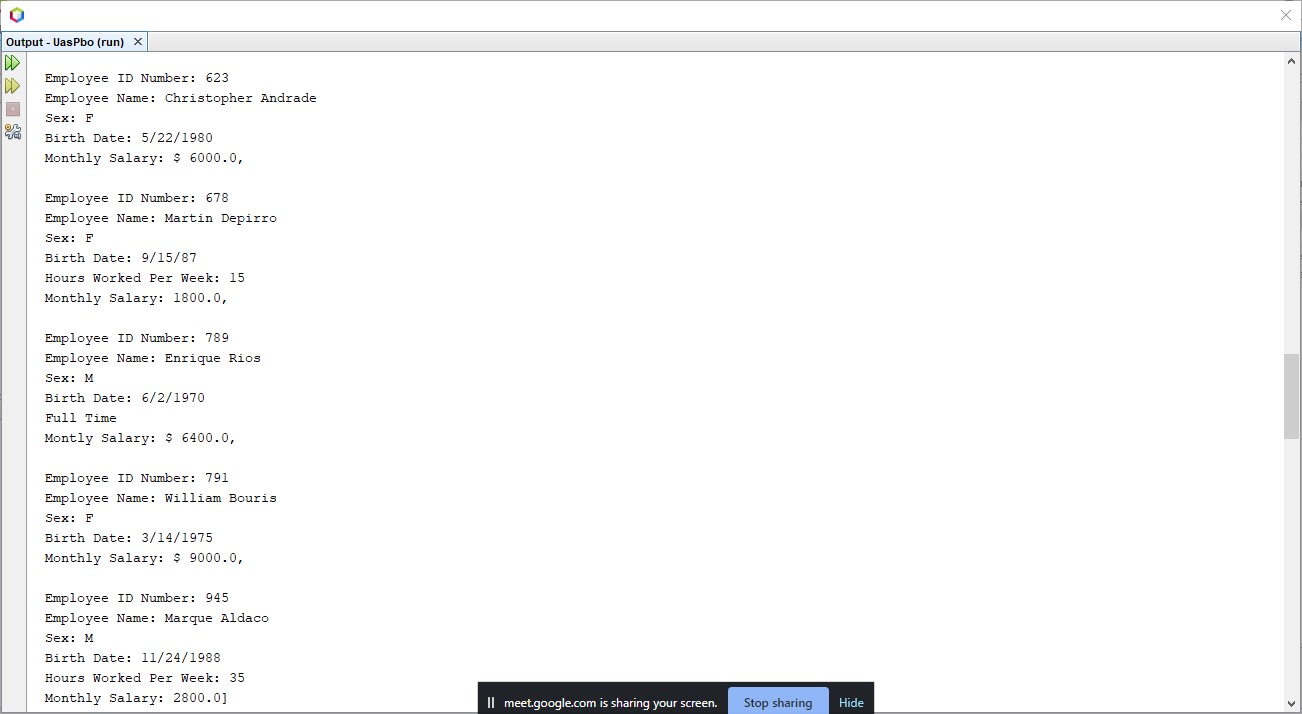 Output - UasPbo (run)
Employee ID Number: 623
Employee Name: Christopher Andrade
Sex: F
Birth Date: 5/22/1980
Monthly Salary: $ 6000.0,
Employee ID Number: 678
Employee Name: Martin Depirro
Sex: F
Birth Date: 9/15/87
Hours Worked Per Week: 15
Monthly Salary: 1800.0,
Employee ID Number: 789
Employee Name: Enrique Rios
Sex: M
Birth Date: 6/2/1970
Full Time
Montly Salary: $ 6400.0,
Employee ID Number: 791
Employee Name: William Bouris
Sex: F
Birth Date: 3/14/1975
Monthly Salary: $ 9000.0,
Employee ID Number: 945
Employee Name: Marque Aldaco
Sex: M
Birth Date: 11/24/1988
Hours Worked Per Week: 35
Monthly Salary: 2800.0]
meet.google.com is sharing your screen. Stop sharing Hide